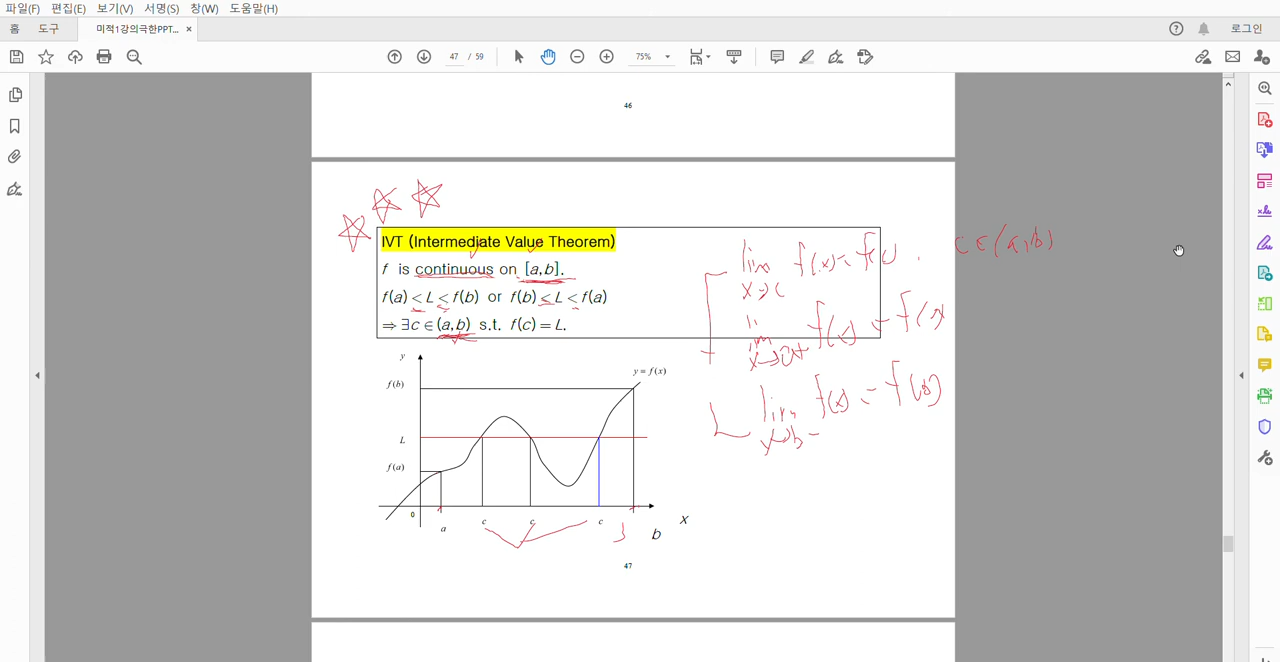 파일(F) 편집(E) 보기(V) 서명(S) 창(W) 도움말(H)
홈 도구 미적1강의극한PPT... × 로그인
47 / 59 75%
46
IVT (Intermediate Value Theorem)
f is continuous on [a,b].
f(a) < L < f(b) or f(b) < L < f(a)
⇒ ∃c ∈ (a,b) s.t. f(c) = L.
lim f(x) =
x→c
c ∈ (a, b)
lim f(x) =
lim f(x) = f(b)
x→b−
y
y = f(x)
f(b)
L
f(a)
0
a c c c b x
47